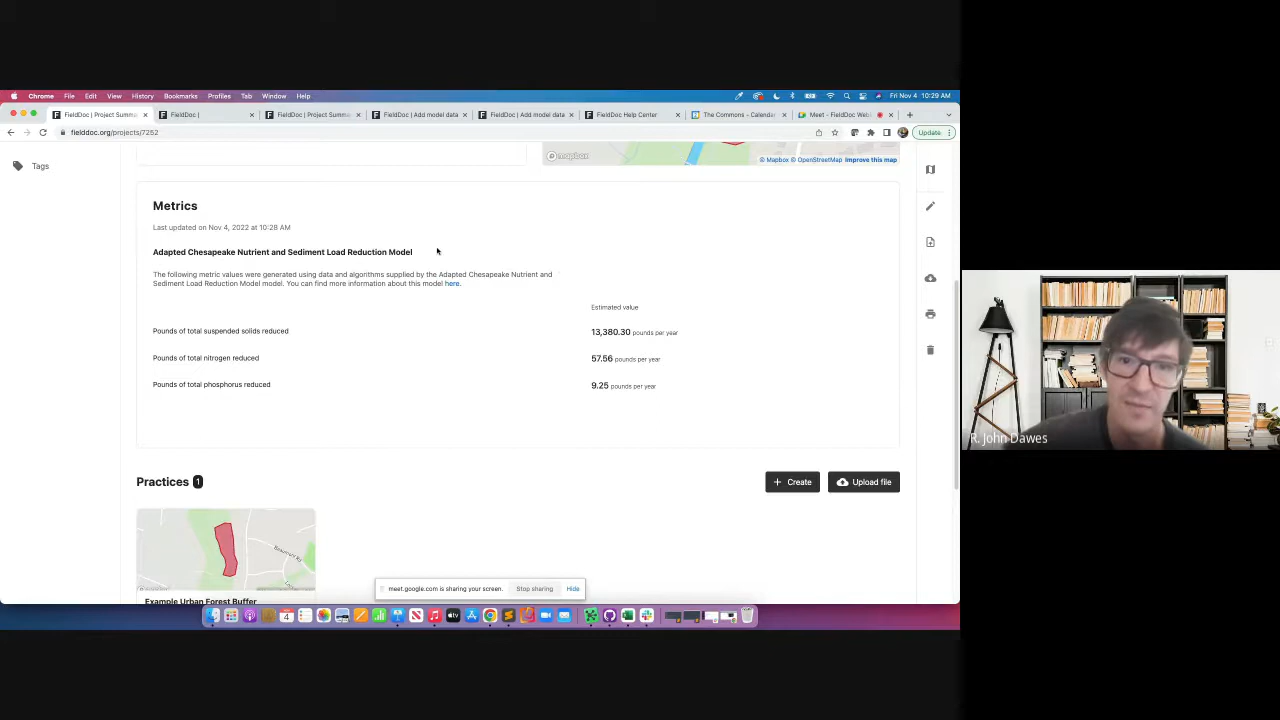 Chrome File Edit View History Bookmarks Profiles Tab Window Help
Fri Nov 4 10:29 AM
FieldDoc | Project Summa
FieldDoc |
FieldDoc | Project Summa
FieldDoc | Add model data
FieldDoc | Add model data
FieldDoc Help Center
The Commons - Calendar
Meet - FieldDoc Web
fielddoc.org/projects/7252
Update
Tags
mapbox
© Mapbox © OpenStreetMap Improve this map
Metrics
Last updated on Nov 4, 2022 at 10:28 AM
Adapted Chesapeake Nutrient and Sediment Load Reduction Model
The following metric values were generated using data and algorithms supplied by the Adapted Chesapeake Nutrient and
Sediment Load Reduction Model model. You can find more information about this model here.
Estimated value
Pounds of total suspended solids reduced 13,380.30 pounds per year
Pounds of total nitrogen reduced 57.56 pounds per year
Pounds of total phosphorus reduced 9.25 pounds per year
R. John Dawes
Practices 1
+ Create
Upload file
Beaumont Rd
meet.google.com is sharing your screen. Stop sharing Hide
Example Urban Forest Buffer